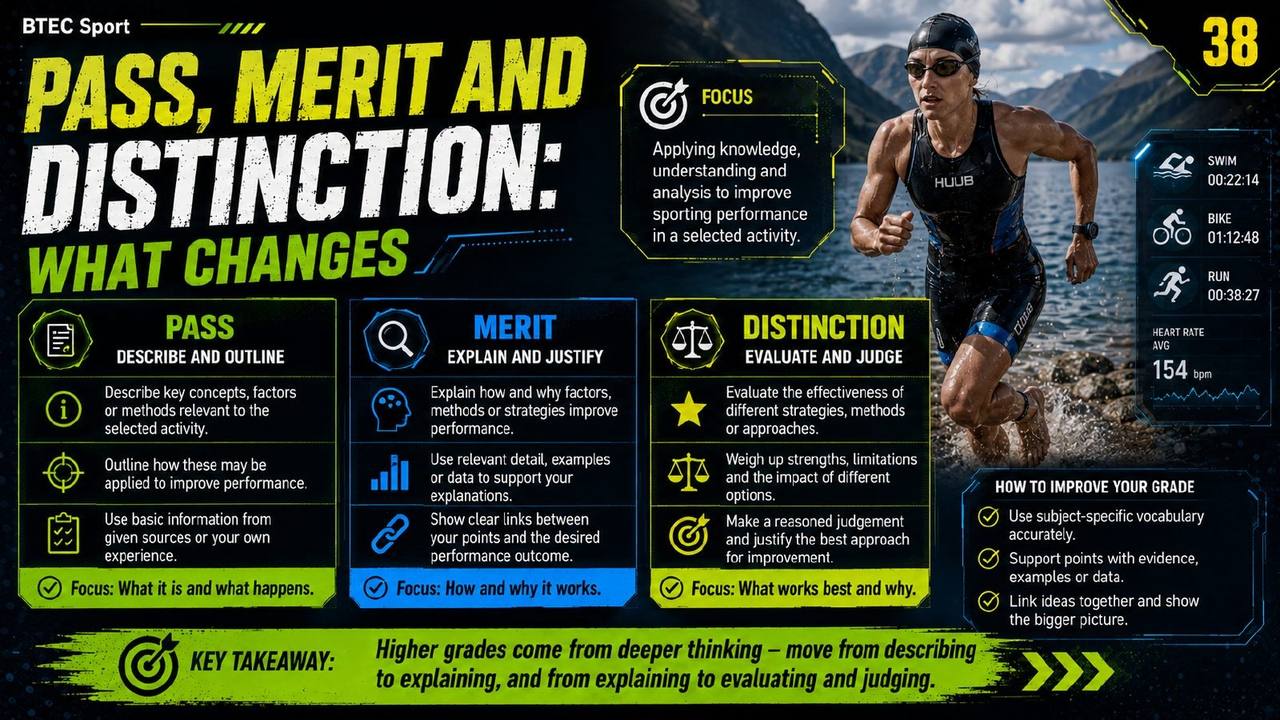 BTEC Sport
38
PASS, MERIT AND
DISTINCTION:
WHAT CHANGES
FOCUS
Applying knowledge,
understanding and
analysis to improve
sporting performance
in a selected activity.
HUUB
SWIM
00:22:14
BIKE
01:12:48
RUN
00:38:27
HEART RATE
AVG
154 bpm
PASS
DESCRIBE AND OUTLINE
Describe key concepts, factors
or methods relevant to the
selected activity.
Outline how these may be
applied to improve performance.
Use basic information from
given sources or your own
experience.
Focus: What it is and what happens.
MERIT
EXPLAIN AND JUSTIFY
Explain how and why factors,
methods or strategies improve
performance.
Use relevant detail, examples
or data to support your
explanations.
Show clear links between
your points and the desired
performance outcome.
Focus: How and why it works.
DISTINCTION
EVALUATE AND JUDGE
Evaluate the effectiveness of
different strategies, methods
or approaches.
Weigh up strengths, limitations
and the impact of different
options.
Make a reasoned judgement
and justify the best approach
for improvement.
Focus: What works best and why.
HOW TO IMPROVE YOUR GRADE
Use subject-specific vocabulary
accurately.
Support points with evidence,
examples or data.
Link ideas together and show
the bigger picture.
KEY TAKEAWAY:
Higher grades come from deeper thinking – move from describing
to explaining, and from explaining to evaluating and judging.